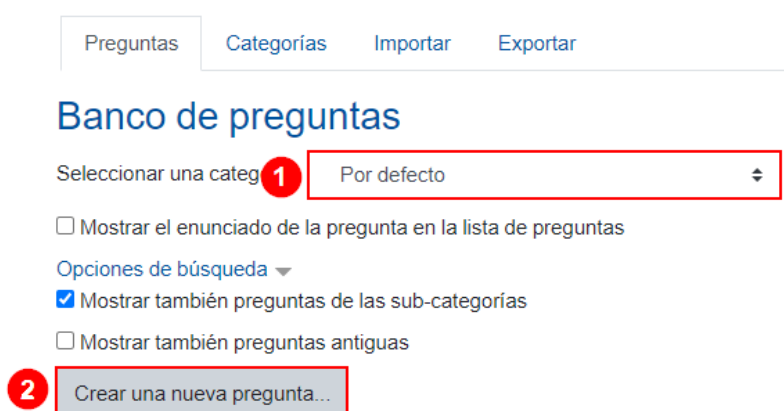 Preguntas Categorías Importar Exportar
Banco de preguntas
Seleccionar una categ 1 Por defecto
Mostrar el enunciado de la pregunta en la lista de preguntas
Opciones de búsqueda
Mostrar también preguntas de las sub-categorías
Mostrar también preguntas antiguas
2 Crear una nueva pregunta...